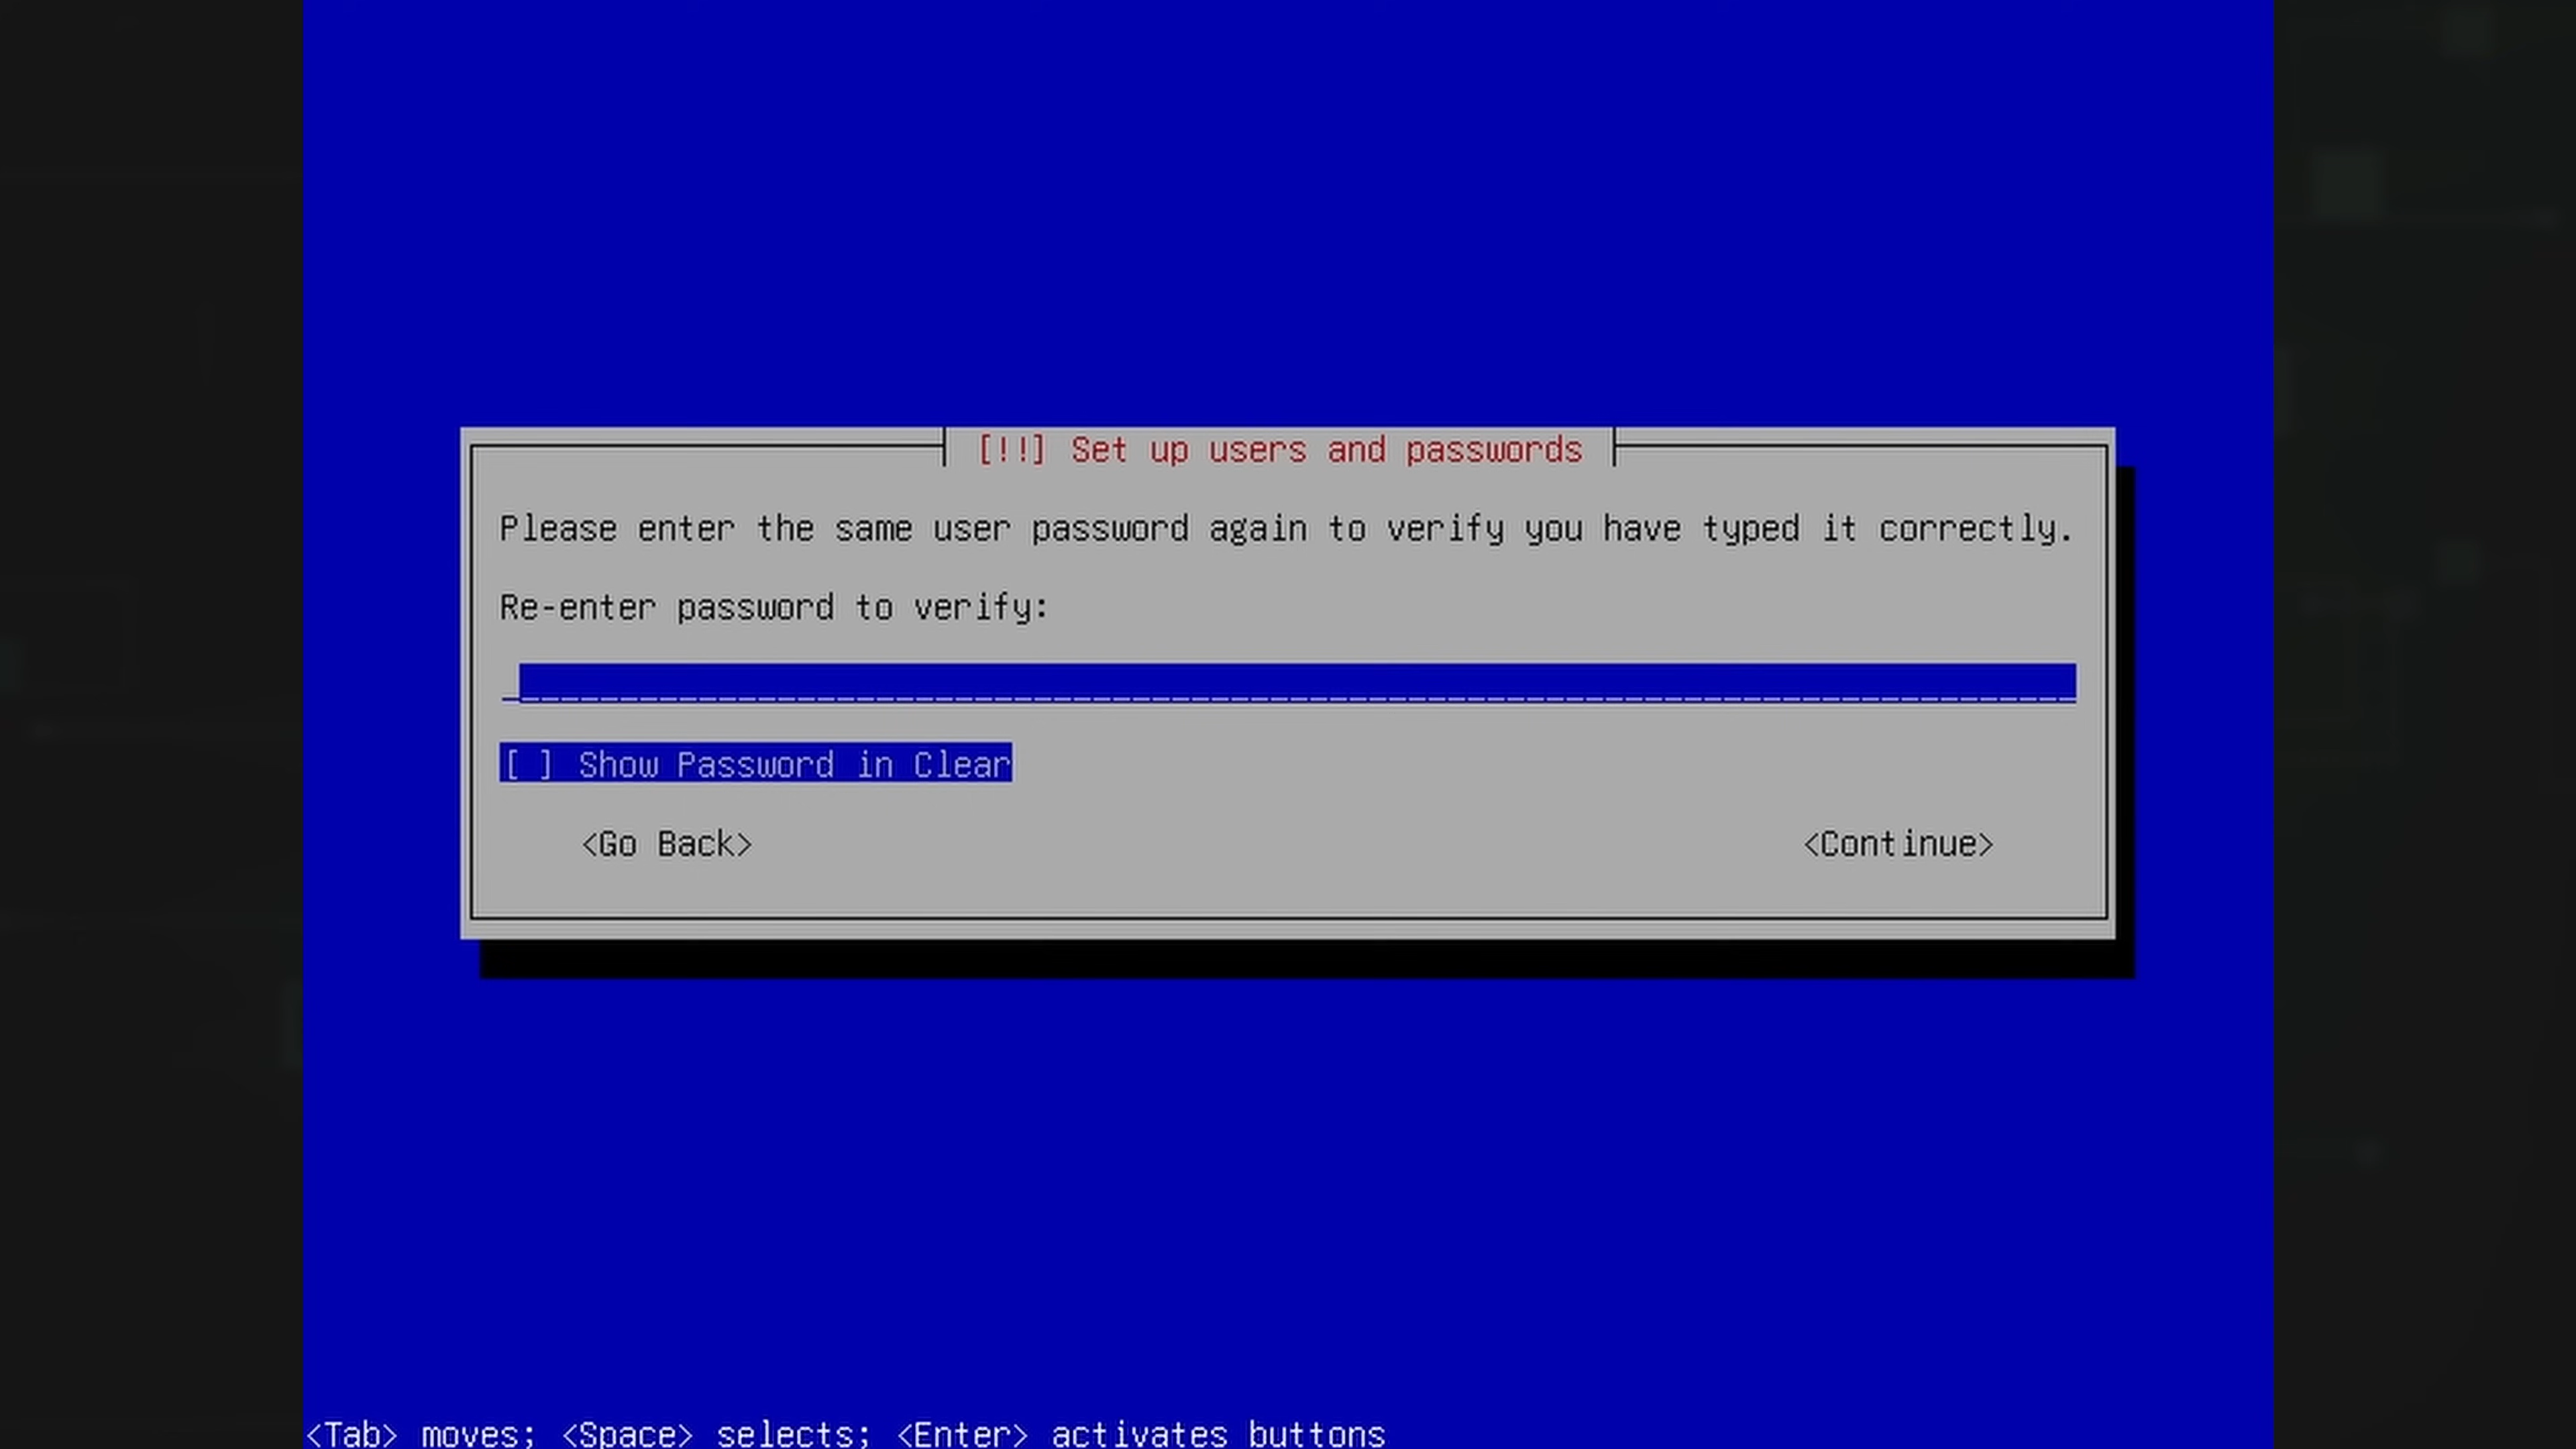 [!!] Set up users and passwords
Please enter the same user password again to verify you have typed it correctly.
Re-enter password to verify:
[ ] Show Password in Clear
<Go Back>
<Continue>
<Tab> moves; <Space> selects; <Enter> activates buttons